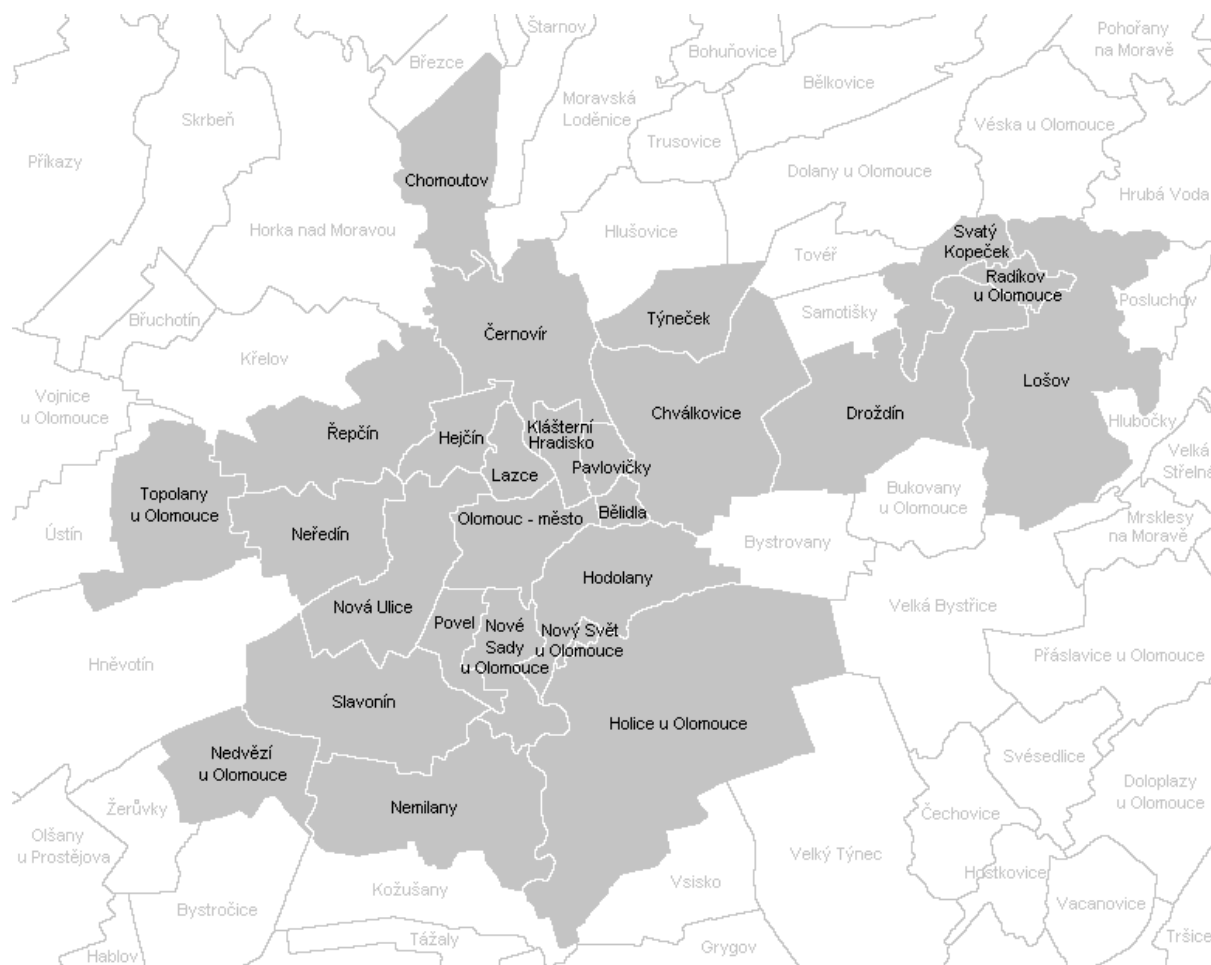 Štarnov
Pohořany
na Moravě
Bohuňovice
Březce
Bělkovice
Moravská
Loděnice
Skrbeň
Véska u Olomouce
Trusovice
Příkazy
Dolany u Olomouce
Chomoutov
Hrubá Voda
Horka nad Moravou
Hlušovice
Svatý
Kopeček
Tovéř
Radíkov
u Olomouce
Posluchov
Samotišky
Týneček
Břuchotín
Černovír
Křelov
Lošov
Vojnice
u Olomouce
Chválkovice
Droždín
Hlubočky
Klášterní
Hradisko
Řepčín
Hejčín
Velká
Střelná
Pavlovičky
Lazce
Topolany
u Olomouce
Bukovany
u Olomouce
Olomouc - město
Bělidla
Mrsklesy
na Moravě
Ústín
Neředín
Bystrovany
Hodolany
Nová Ulice
Velká Bystřice
Povel
Nové
Sady
u Olomouce
Nový Svět
u Olomouce
Hněvotín
Přáslavice u Olomouce
Slavonín
Holice u Olomouce
Nedvězí
u Olomouce
Svésedlice
Doloplazy
u Olomouce
Žerůvky
Nemilany
Čechovice
Olšany
u Prostějova
Velký Týnec
Hostkovice
Vsisko
Kožušany
Vacanovice
Bystročice
Tážaly
Tršice
Grygov
Hablov